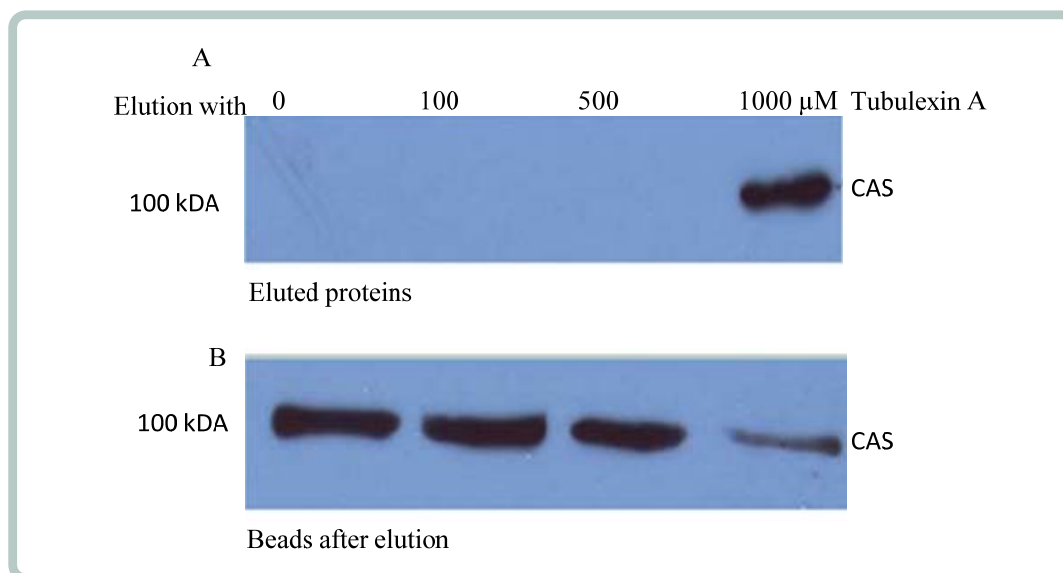 A
Elution with 0 100 500 1000 µM Tubulexin A
100 kDA CAS
Eluted proteins
B
100 kDA CAS
Beads after elution